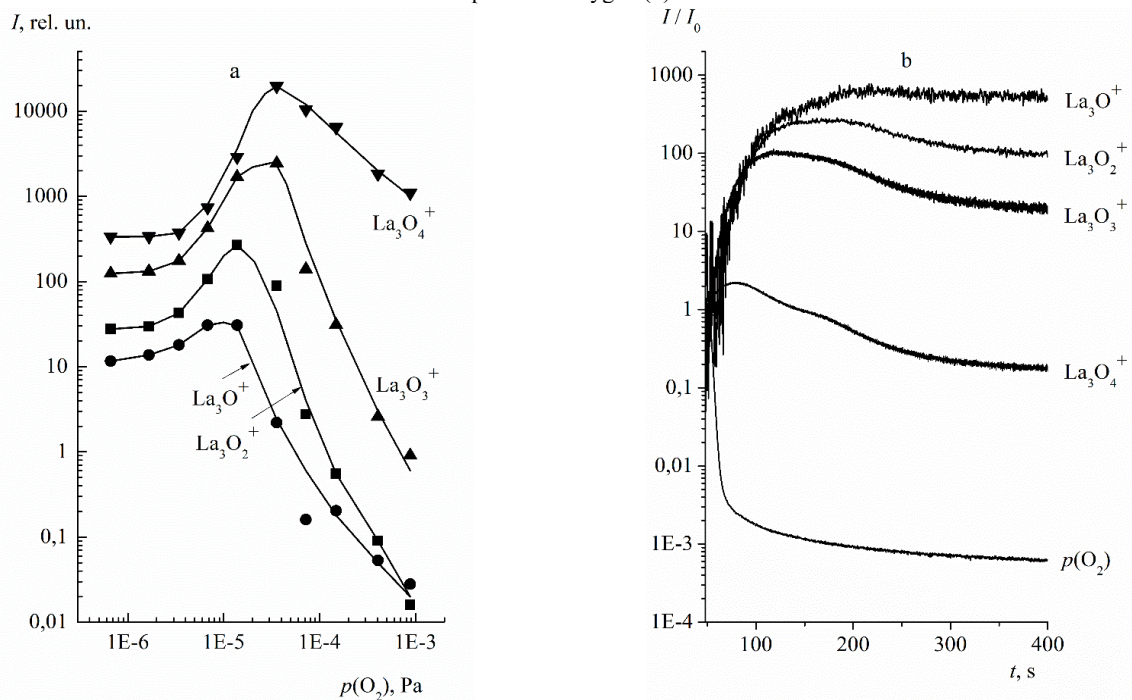 I, rel. un.
a
10000
1000
100
10
1
0,1
0,01
1E-6
1E-5
1E-4
1E-3
p(O₂), Pa
La₃O₄⁺
La₃O₃⁺
La₃O⁺
La₃O₂⁺
I / I₀
b
1000
100
10
1
0,1
0,01
1E-3
1E-4
100
200
300
400
t, s
La₃O⁺
La₃O₂⁺
La₃O₃⁺
La₃O₄⁺
p(O₂)